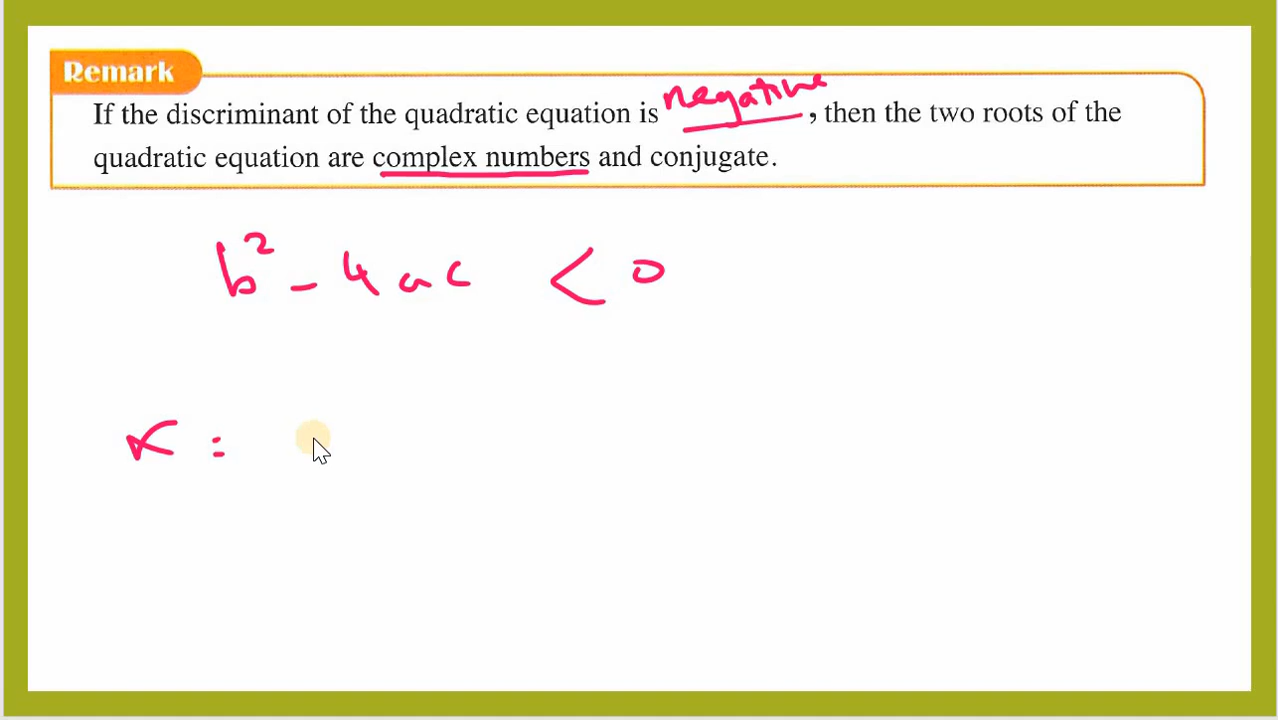 Remark
If the discriminant of the quadratic equation is negative, then the two roots of the
quadratic equation are complex numbers and conjugate.
b² - 4ac < 0